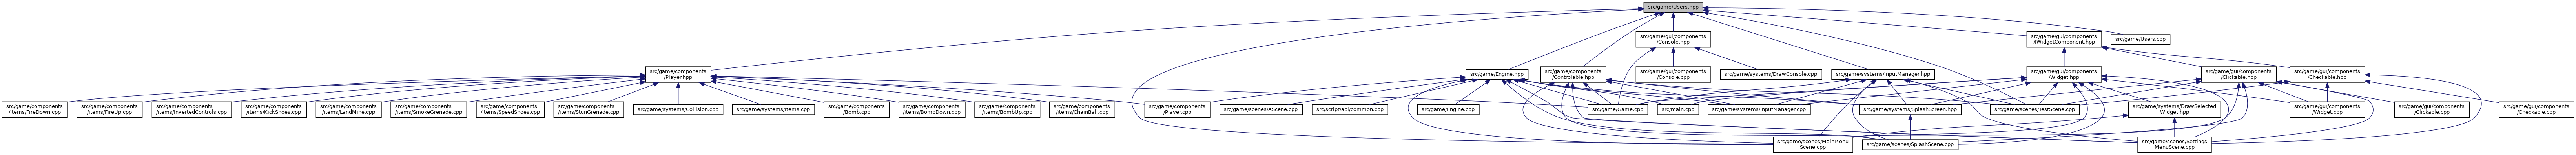 src/game/Users.hpp
src/game/gui/components
/Console.hpp
src/game/gui/components
/IWidgetComponent.hpp
src/game/Users.cpp
src/game/components
/Player.hpp
src/game/Engine.hpp
src/game/components
/Controlable.hpp
src/game/gui/components
/Console.cpp
src/game/systems/DrawConsole.cpp
src/game/systems/InputManager.hpp
src/game/gui/components
/Widget.hpp
src/game/gui/components
/Clickable.hpp
src/game/gui/components
/Checkable.hpp
src/game/components
/items/FireDown.cpp
src/game/components
/items/FireUp.cpp
src/game/components
/items/InvertedControls.cpp
src/game/components
/items/KickShoes.cpp
src/game/components
/items/LandMine.cpp
src/game/components
/items/SmokeGrenade.cpp
src/game/components
/items/SpeedShoes.cpp
src/game/components
/items/StunGrenade.cpp
src/game/systems/Collision.cpp
src/game/systems/Items.cpp
src/game/components
/Bomb.cpp
src/game/components
/items/BombDown.cpp
src/game/components
/items/BombUp.cpp
src/game/components
/items/ChainBall.cpp
src/game/components
/Player.cpp
src/game/scenes/AScene.cpp
src/script/api/common.cpp
src/game/Engine.cpp
src/game/Game.cpp
src/main.cpp
src/game/systems/InputManager.cpp
src/game/systems/SplashScreen.hpp
src/game/scenes/TestScene.cpp
src/game/systems/DrawSelected
Widget.hpp
src/game/gui/components
/Widget.cpp
src/game/gui/components
/Clickable.cpp
src/game/gui/components
/Checkable.cpp
src/game/scenes/MainMenu
Scene.cpp
src/game/scenes/SplashScene.cpp
src/game/scenes/Settings
MenuScene.cpp